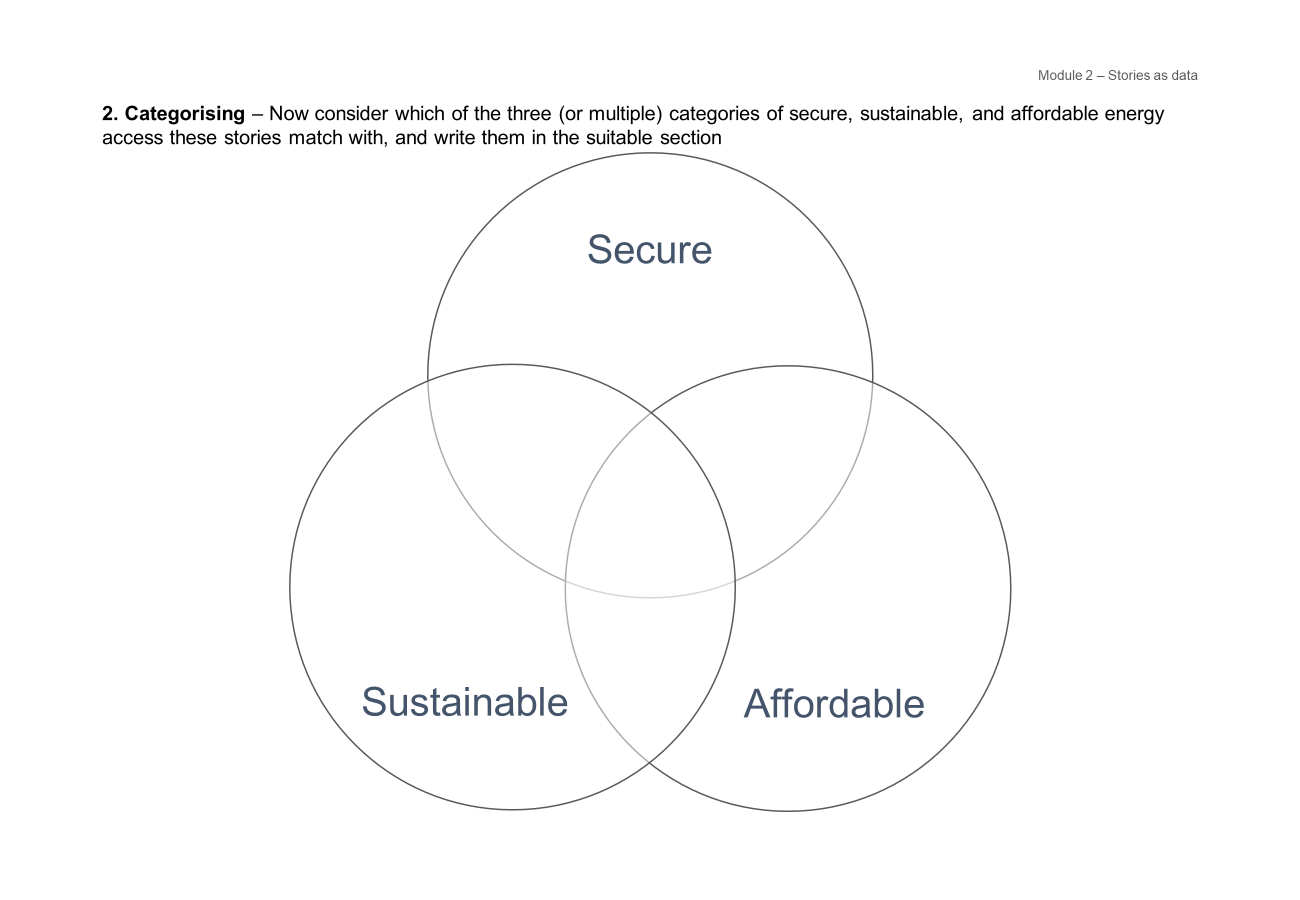 Module 2 – Stories as data
2. Categorising – Now consider which of the three (or multiple) categories of secure, sustainable, and affordable energy
access these stories match with, and write them in the suitable section
Secure
Sustainable
Affordable